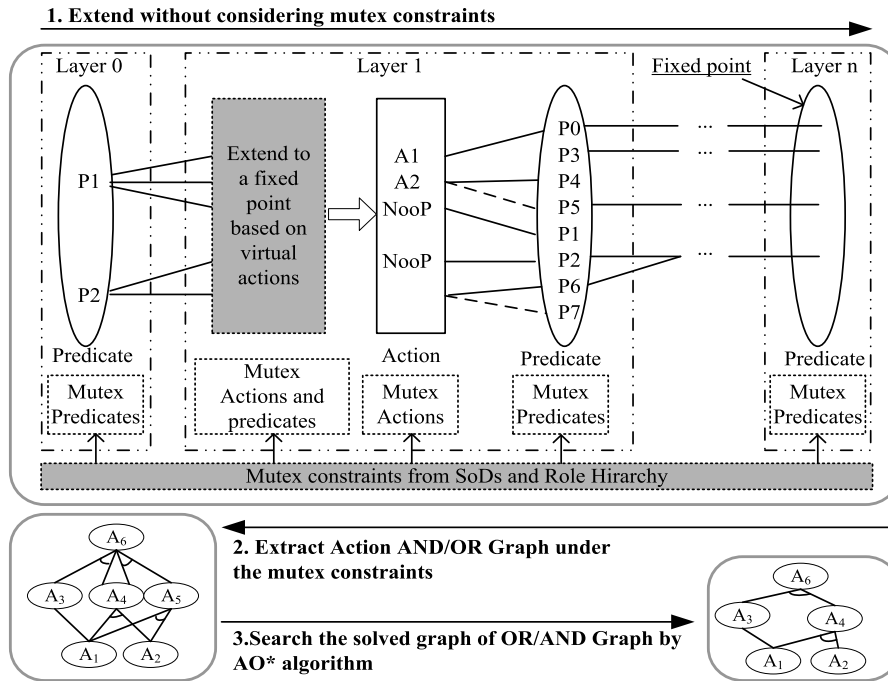 1. Extend without considering mutex constraints
Layer 0
Layer 1
Fixed point
Layer n
P1
P2
Extend to
a fixed
point
based on
virtual
actions
A1
A2
NooP
NooP
P0
P3
P4
P5
P1
P2
P6
P7
...
...
...
...
Predicate
Action
Predicate
Predicate
Mutex
Predicates
Mutex
Actions and
predicates
Mutex
Actions
Mutex
Predicates
Mutex
Predicates
Mutex constraints from SoDs and Role Hirarchy
A6
A3
A4
A5
A1
A2
2. Extract Action AND/OR Graph under
the mutex constraints
3.Search the solved graph of OR/AND Graph by
AO* algorithm
A6
A3
A4
A1
A2